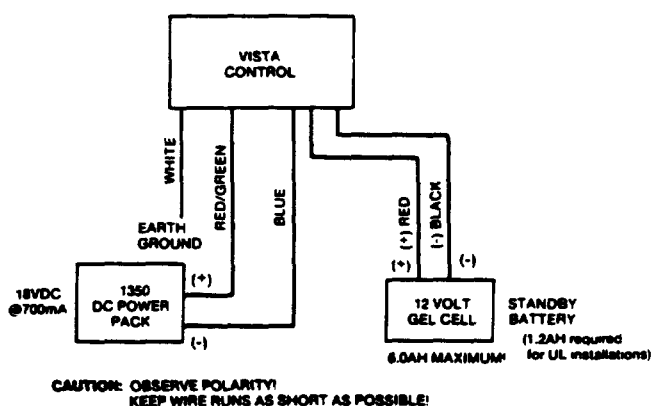 VISTA
CONTROL
WHITE
RED/GREEN
BLUE
(+) RED
(-) BLACK
EARTH
GROUND
(+)
(-)
18VDC
@700mA
1350
DC POWER
PACK
(+)
(-)
12 VOLT
GEL CELL
STANDBY
BATTERY
(1.2AH required
for UL installations)
6.0AH MAXIMUM
CAUTION: OBSERVE POLARITY!
KEEP WIRE RUNS AS SHORT AS POSSIBLE!